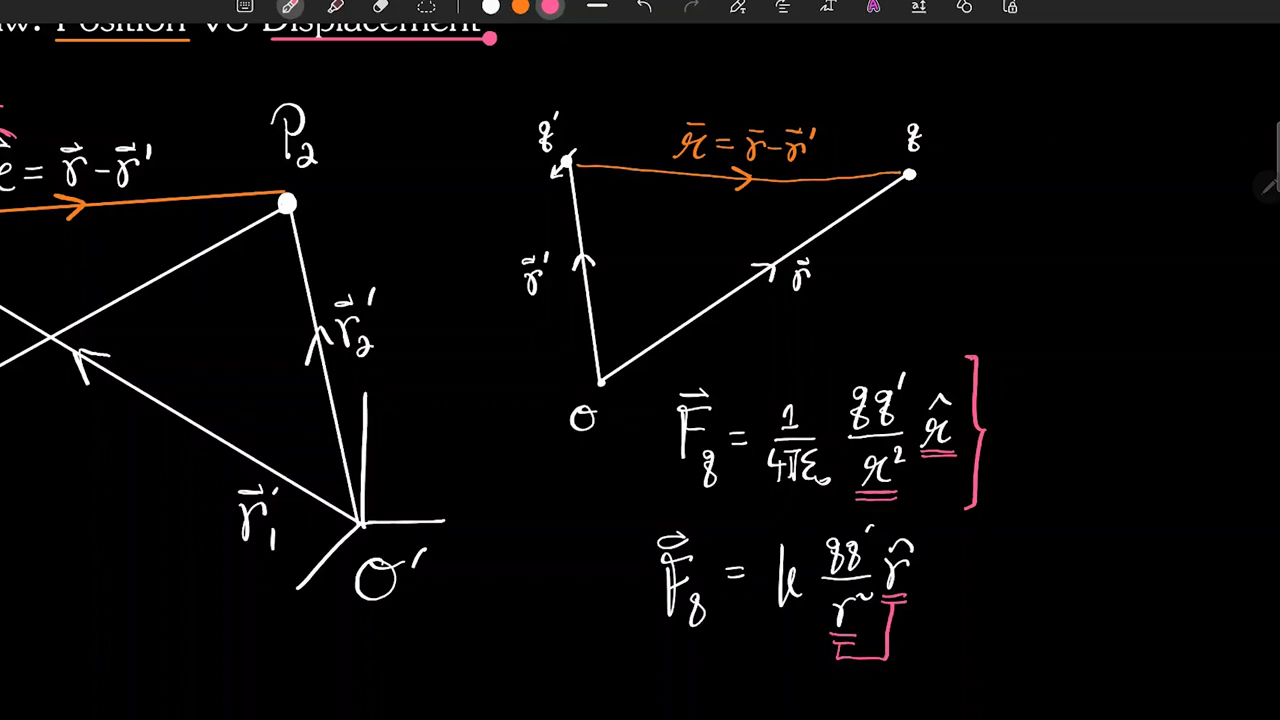 Position VS Displacement
P₂
= r⃗ - r⃗'
r⃗₂'
r⃗₁'
O'
q'
𝓇⃗ = r⃗ - r⃗'
q
r⃗'
r⃗
O
F⃗_q = 1/4πε₀ qq'/𝓇² 𝓇̂
F⃗_q = k qq'/r² r̂